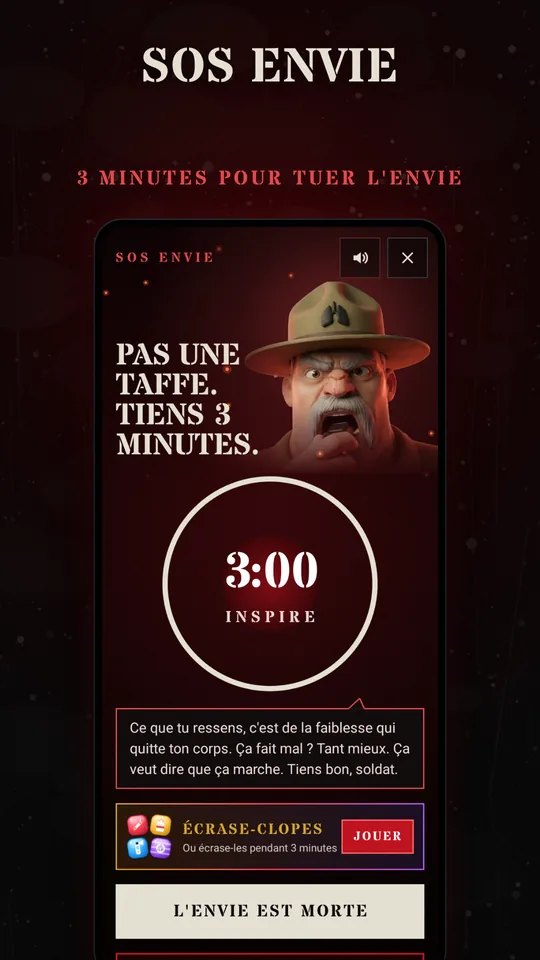 SOS ENVIE
3 MINUTES POUR TUER L'ENVIE
SOS ENVIE
PAS UNE
TAFFE.
TIENS 3
MINUTES.
3:00
INSPIRE
Ce que tu ressens, c'est de la faiblesse qui
quitte ton corps. Ça fait mal ? Tant mieux. Ça
veut dire que ça marche. Tiens bon, soldat.
ÉCRASE-CLOPES
Ou écrase-les pendant 3 minutes
JOUER
L'ENVIE EST MORTE